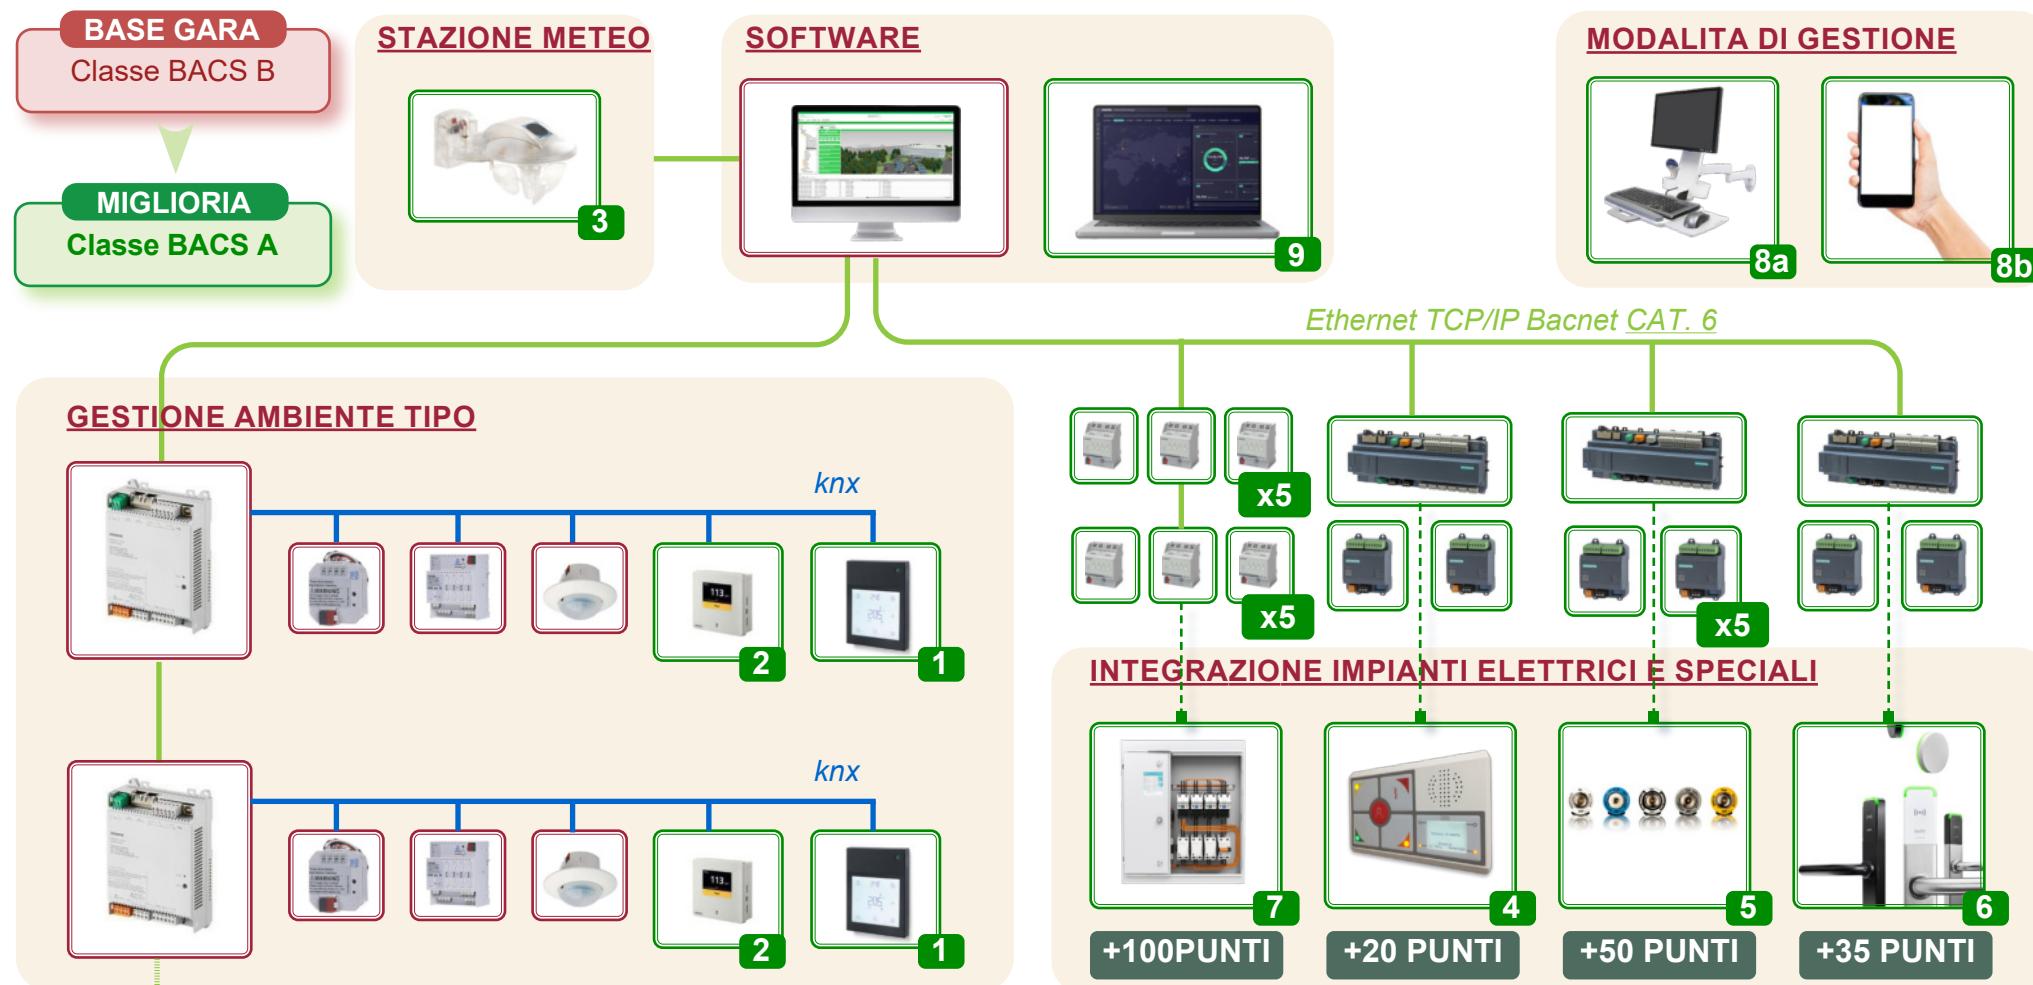 BASE GARA
Classe BACS B
MIGLIORIA
Classe BACS A
STAZIONE METEO
3
SOFTWARE
9
MODALITA DI GESTIONE
8a
8b
Ethernet TCP/IP Bacnet CAT. 6
GESTIONE AMBIENTE TIPO
knx
2
1
knx
2
1
x5
x5
x5
INTEGRAZIONE IMPIANTI ELETTRICI E SPECIALI
7
4
5
6
+100PUNTI
+20 PUNTI
+50 PUNTI
+35 PUNTI